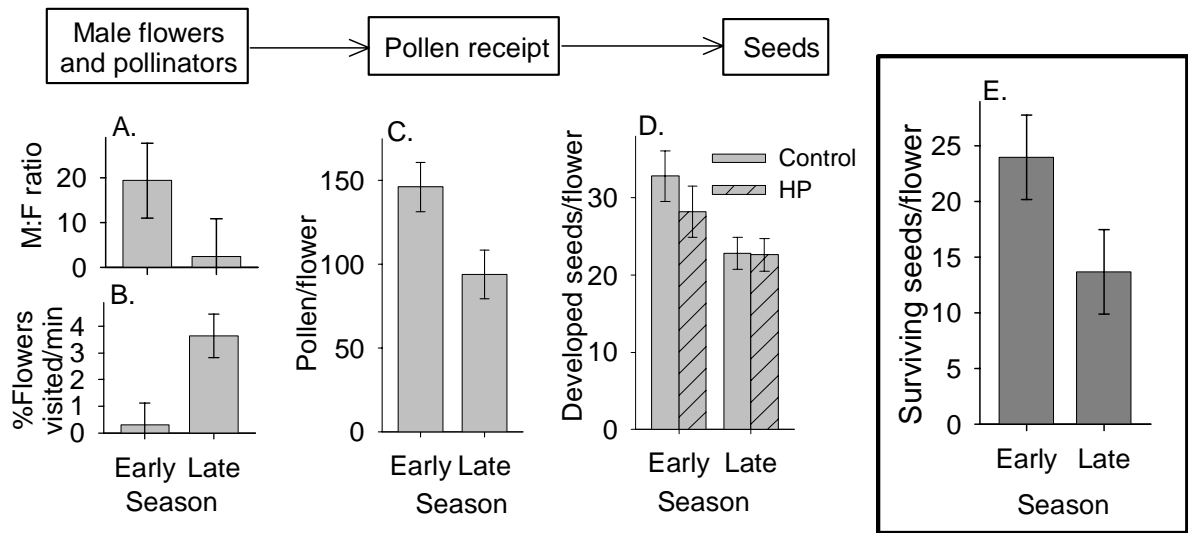 Male flowers
and pollinators
Pollen receipt
Seeds
A.
M:F ratio
20
10
0
B.
%Flowers
visited/min
4
3
2
1
0
Early Late
Season
C.
Pollen/flower
150
100
50
0
Early Late
Season
D.
Control
HP
Developed seeds/flower
30
20
10
0
Early Late
Season
E.
Surviving seeds/flower
25
20
15
10
5
0
Early Late
Season